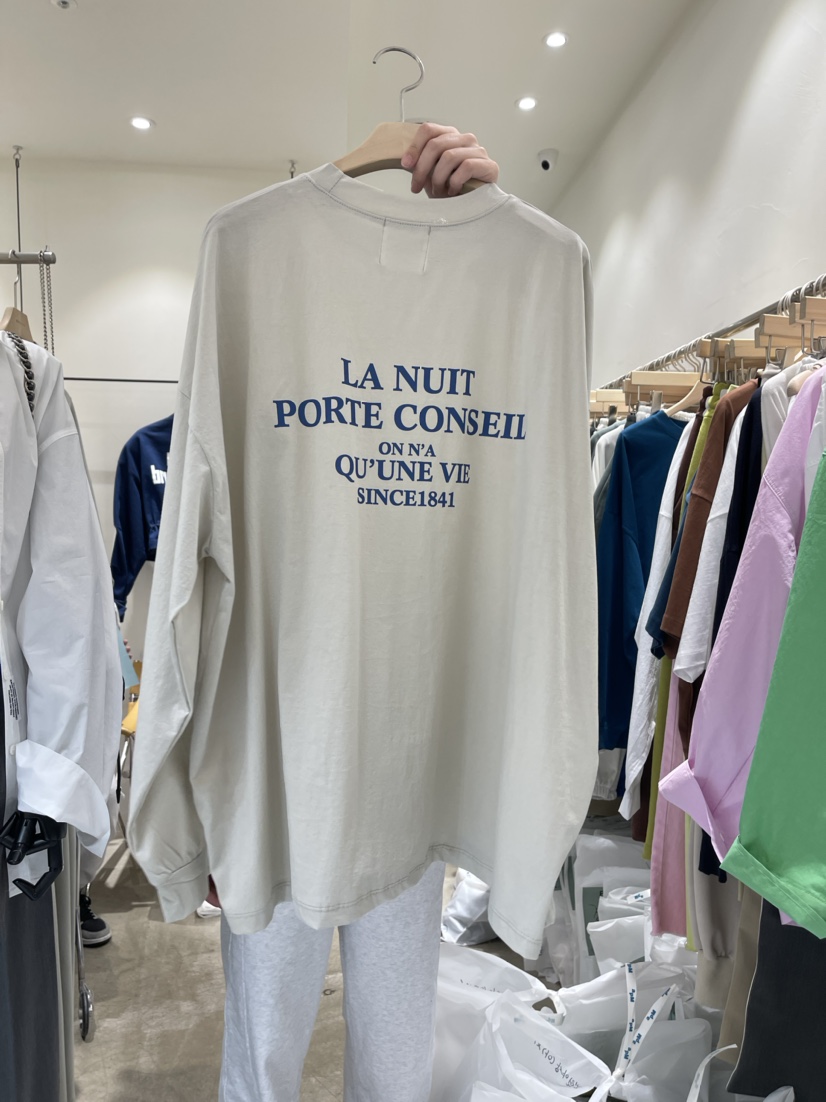 LA NUIT
PORTE CONSEIL
ON N'A
QU'UNE VIE
SINCE1841